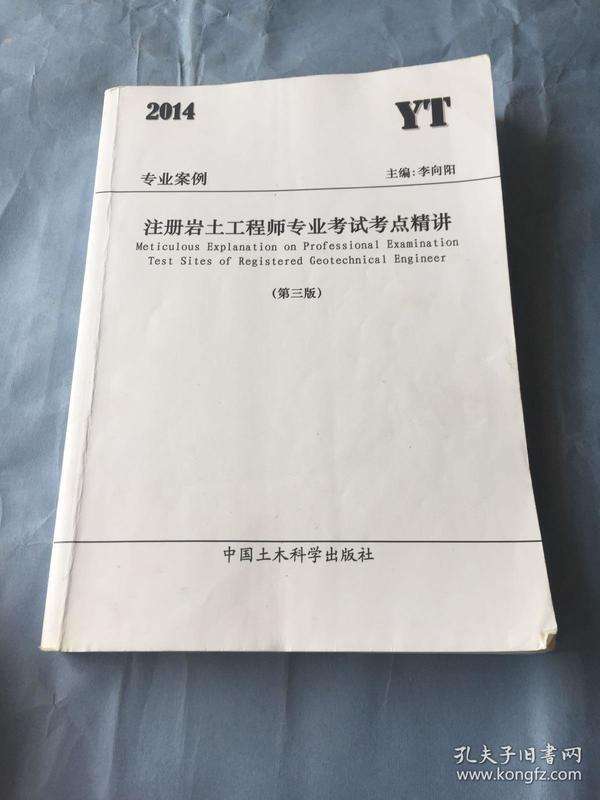 2014
YT
专业案例
主编:李向阳
注册岩土工程师专业考试考点精讲
Meticulous Explanation on Professional Examination
Test Sites of Registered Geotechnical Engineer
(第三版)
中国土木科学出版社
孔夫子旧书网
www.kongfz.com